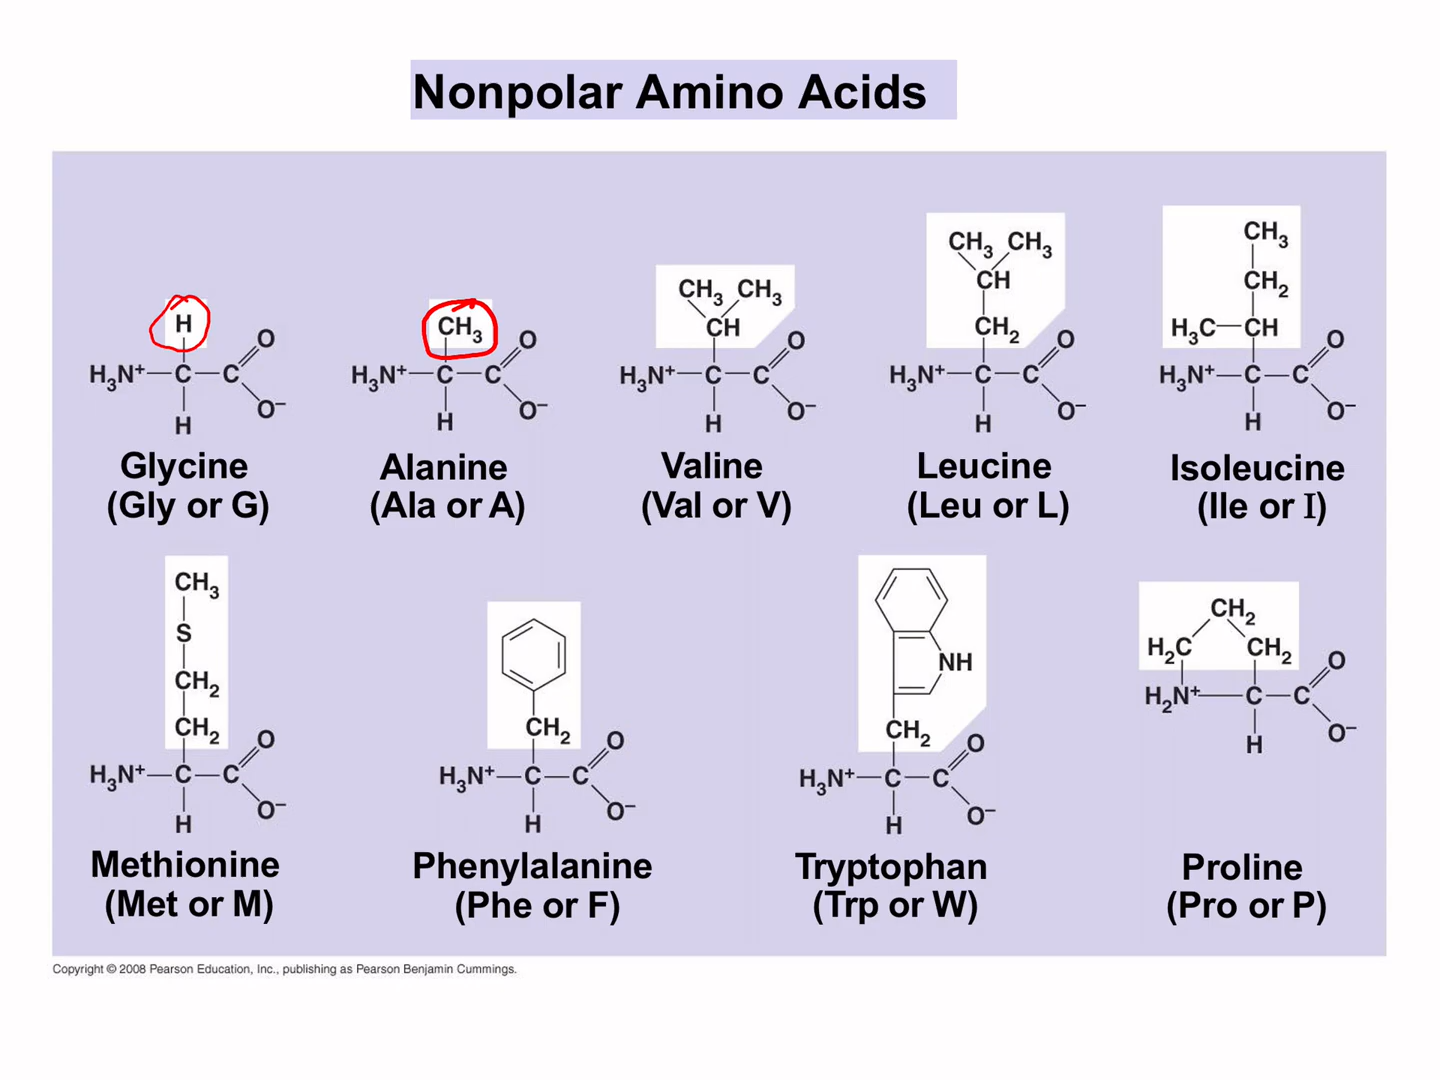 Nonpolar Amino Acids
CH₃ CH₃ CH₃
CH₃ CH₃ CH CH₂
H CH₃ CH CH₂ H₃C CH
O O O O O
H₃N⁺ C C H₃N⁺ C C H₃N⁺ C C H₃N⁺ C C H₃N⁺ C C
O⁻ O⁻ O⁻ O⁻ O⁻
H H H H H
Glycine Alanine Valine Leucine Isoleucine
(Gly or G) (Ala or A) (Val or V) (Leu or L) (Ile or I)
CH₃ CH₂
S NH H₂C CH₂
CH₂ O
CH₂ CH₂ CH₂ H₂N⁺ C C
O O O O⁻
H₃N⁺ C C H₃N⁺ C C H₃N⁺ C C H
O⁻ O⁻ O⁻
H H H
Methionine Phenylalanine Tryptophan Proline
(Met or M) (Phe or F) (Trp or W) (Pro or P)
Copyright © 2008 Pearson Education, Inc., publishing as Pearson Benjamin Cummings.